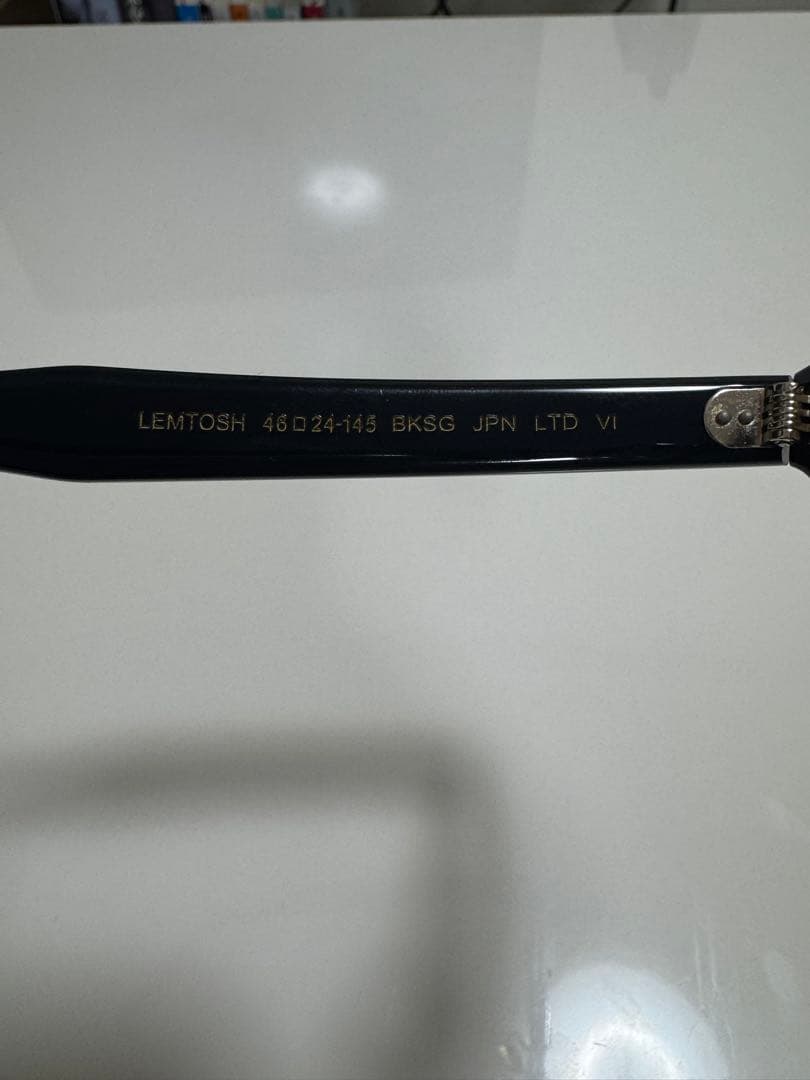 LEMTOSH 46□24-145 BKSG JPN LTD VI